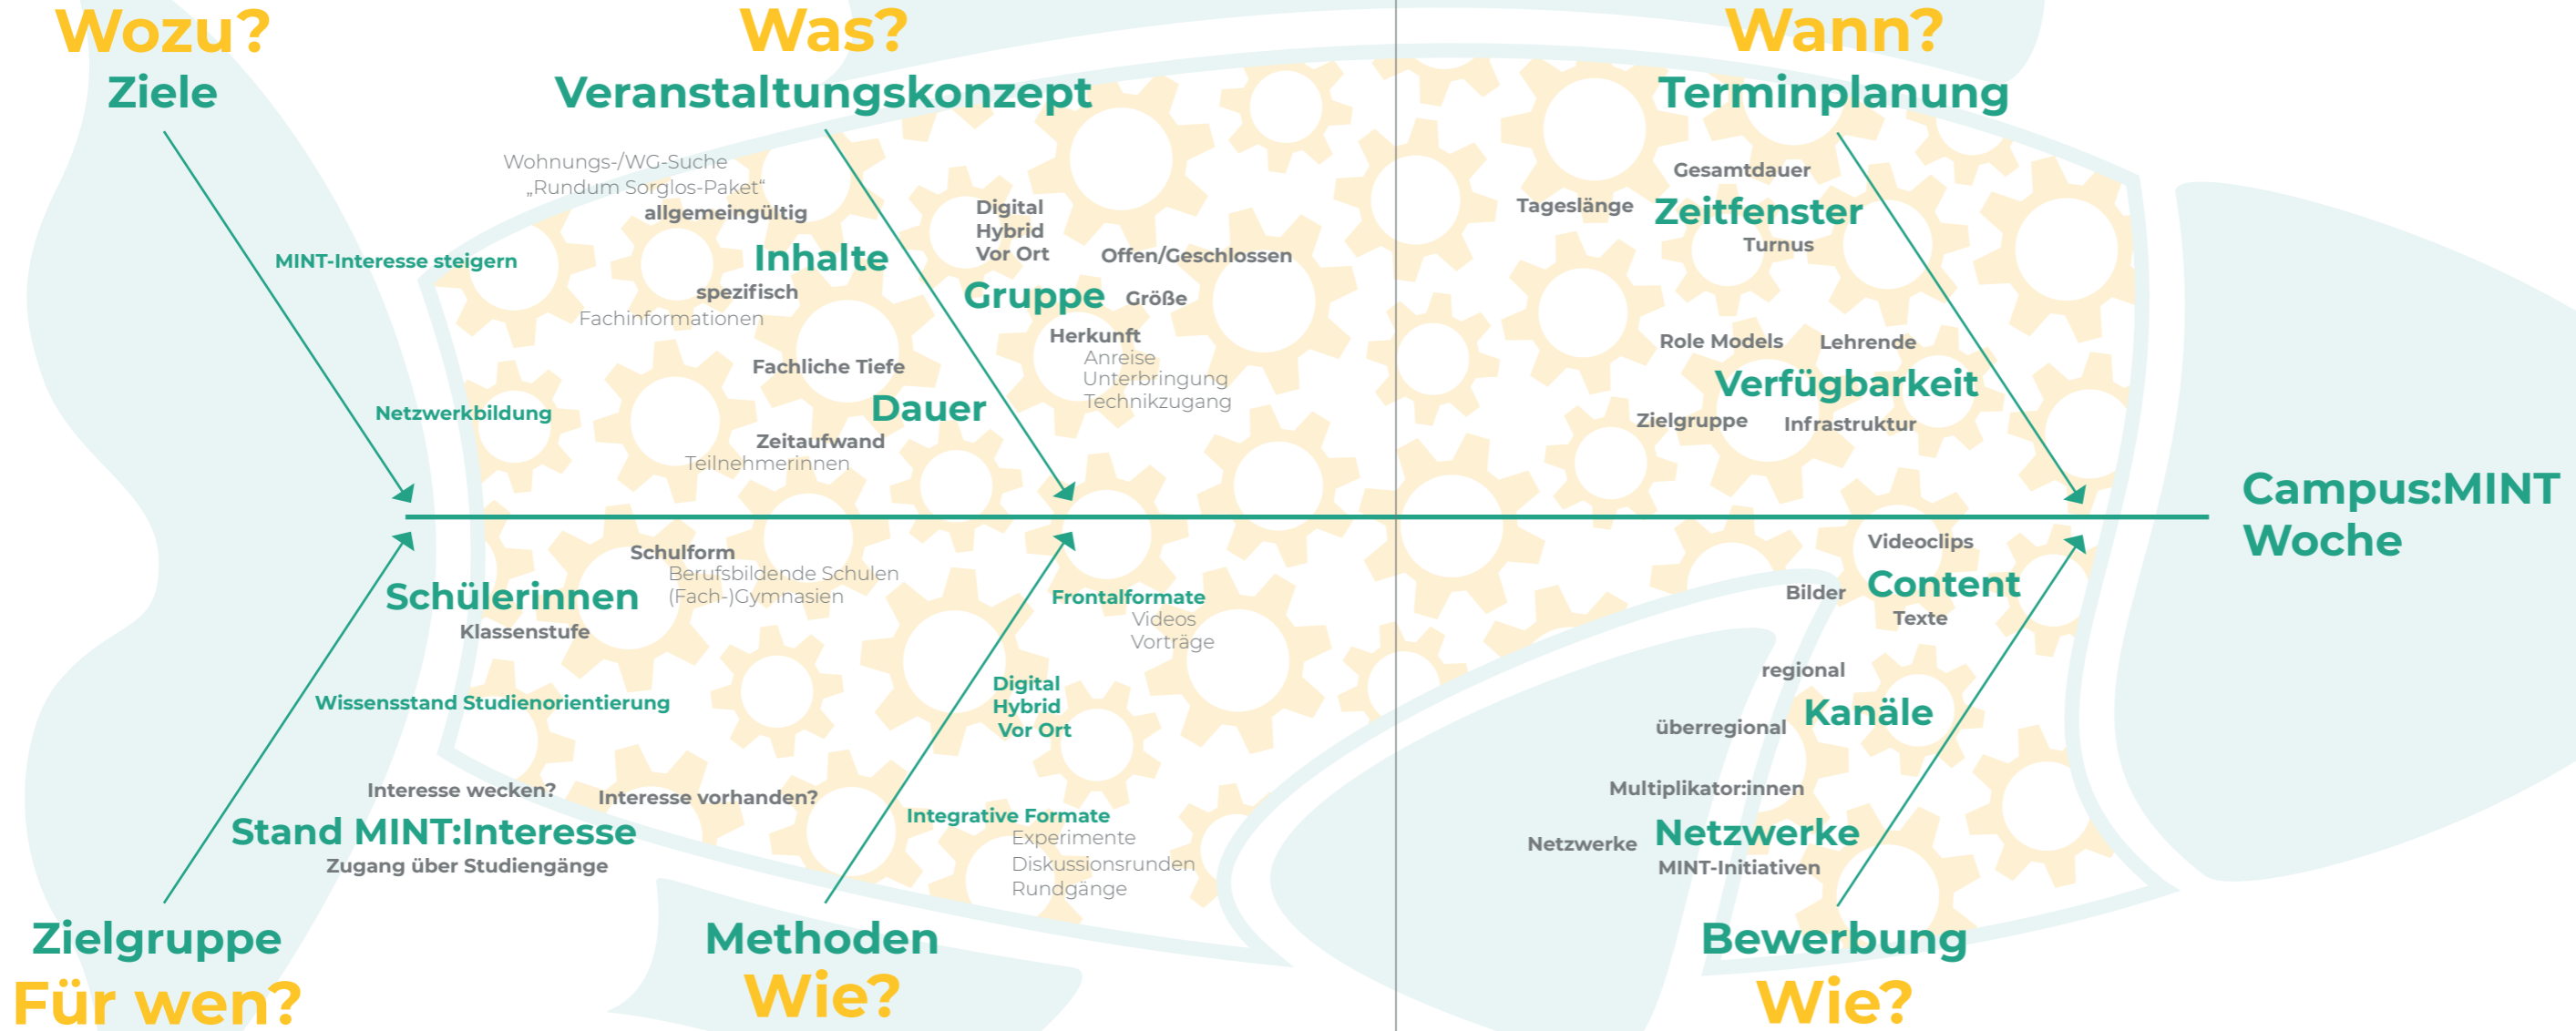 Wozu?
Ziele
MINT-Interesse steigern
Netzwerkbildung
Was?
Veranstaltungskonzept
Wohnungs-/WG-Suche
„Rundum Sorglos-Paket“
allgemeingültig
Inhalte
spezifisch
Fachinformationen
Fachliche Tiefe
Dauer
Zeitaufwand
Teilnehmerinnen
Digital
Hybrid
Vor Ort
Offen/Geschlossen
Gruppe
Größe
Herkunft
Anreise
Unterbringung
Technikzugang
Wann?
Terminplanung
Gesamtdauer
Tageslänge
Zeitfenster
Turnus
Role Models
Lehrende
Verfügbarkeit
Zielgruppe
Infrastruktur
Campus:MINT
Woche
Schulform
Berufsbildende Schulen
(Fach-)Gymnasien
Schülerinnen
Klassenstufe
Wissensstand Studienorientierung
Interesse wecken?
Interesse vorhanden?
Stand MINT:Interesse
Zugang über Studiengänge
Zielgruppe
Für wen?
Frontalformate
Videos
Vorträge
Digital
Hybrid
Vor Ort
Integrative Formate
Experimente
Diskussionsrunden
Rundgänge
Methoden
Wie?
Videoclips
Bilder
Content
Texte
regional
Kanäle
überregional
Multiplikator:innen
Netzwerke
Netzwerke
MINT-Initiativen
Bewerbung
Wie?